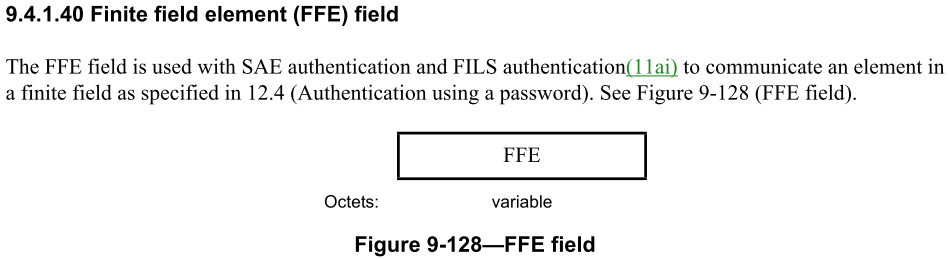 9.4.1.40 Finite field element (FFE) field
The FFE field is used with SAE authentication and FILS authentication(11ai) to communicate an element in
a finite field as specified in 12.4 (Authentication using a password). See Figure 9-128 (FFE field).
FFE
Octets: variable
Figure 9-128—FFE field